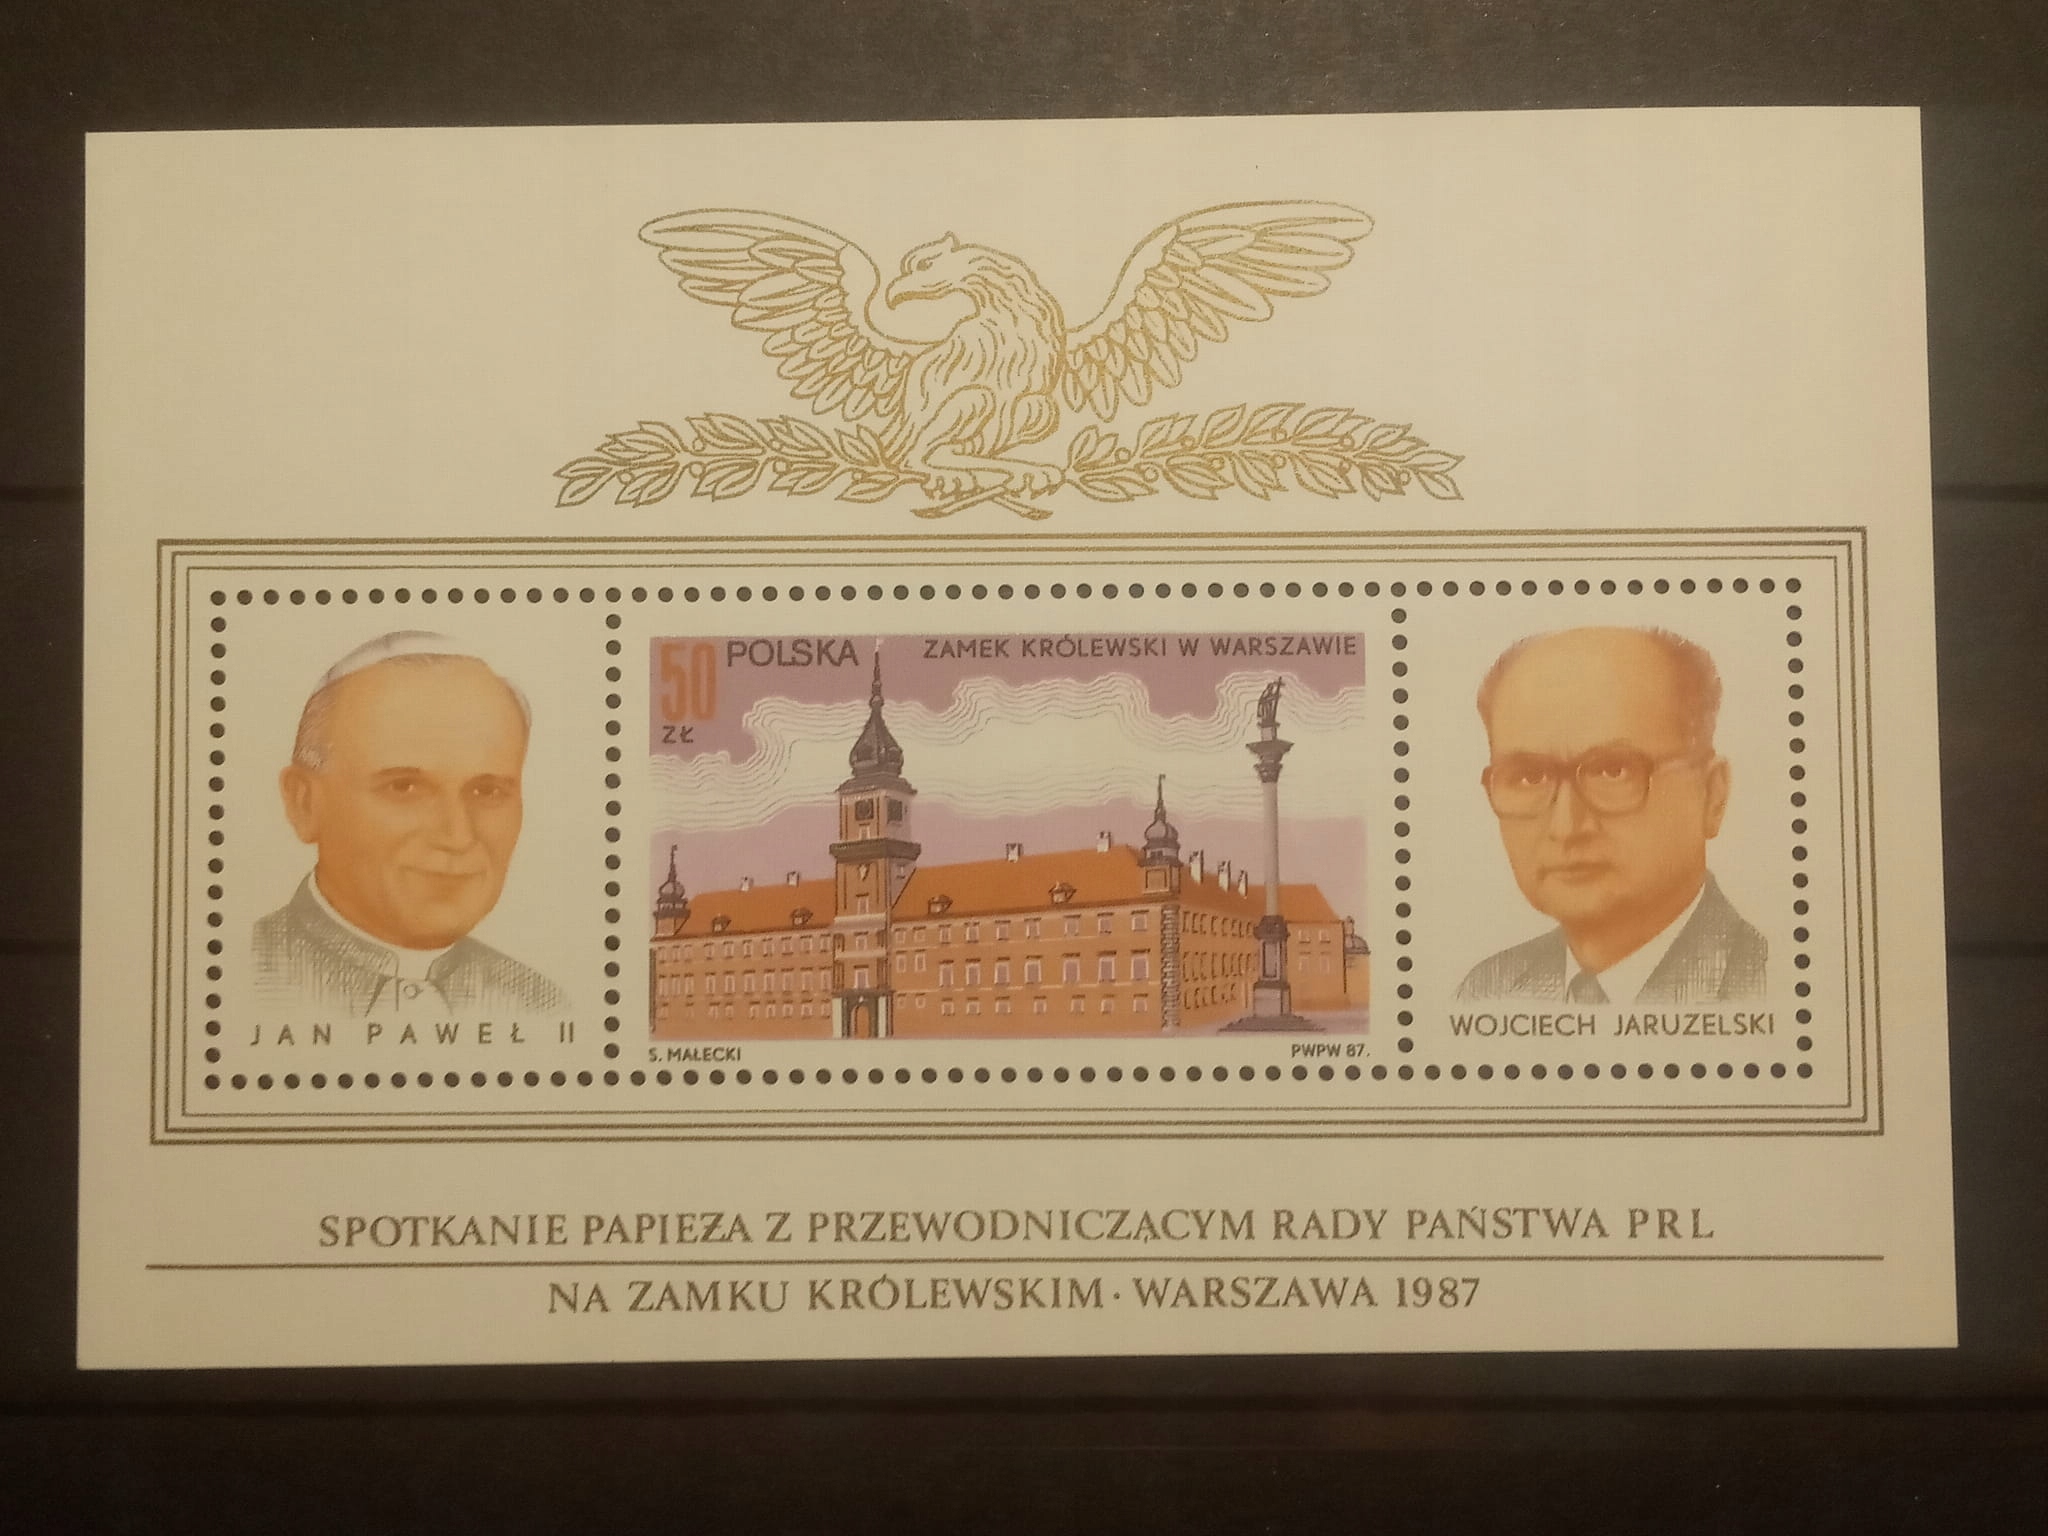 50
POLSKA
ZŁ
ZAMEK KRÓLEWSKI W WARSZAWIE
JAN PAWEŁ II
S. MAŁECKI
PWPW 87.
WOJCIECH JARUZELSKI
SPOTKANIE PAPIEŻA Z PRZEWODNICZĄCYM RADY PAŃSTWA PRL
NA ZAMKU KRÓLEWSKIM · WARSZAWA 1987